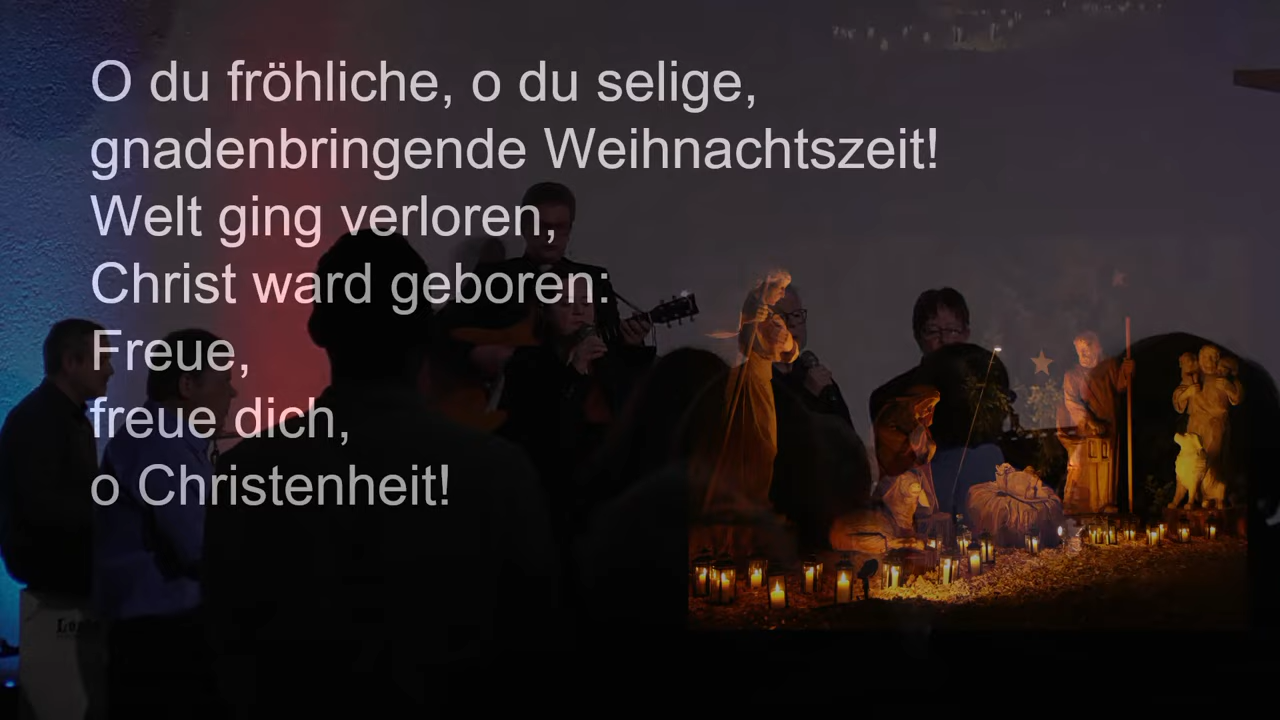 O du fröhliche, o du selige,
gnadenbringende Weihnachtszeit!
Welt ging verloren,
Christ ward geboren:
Freue,
freue dich,
o Christenheit!